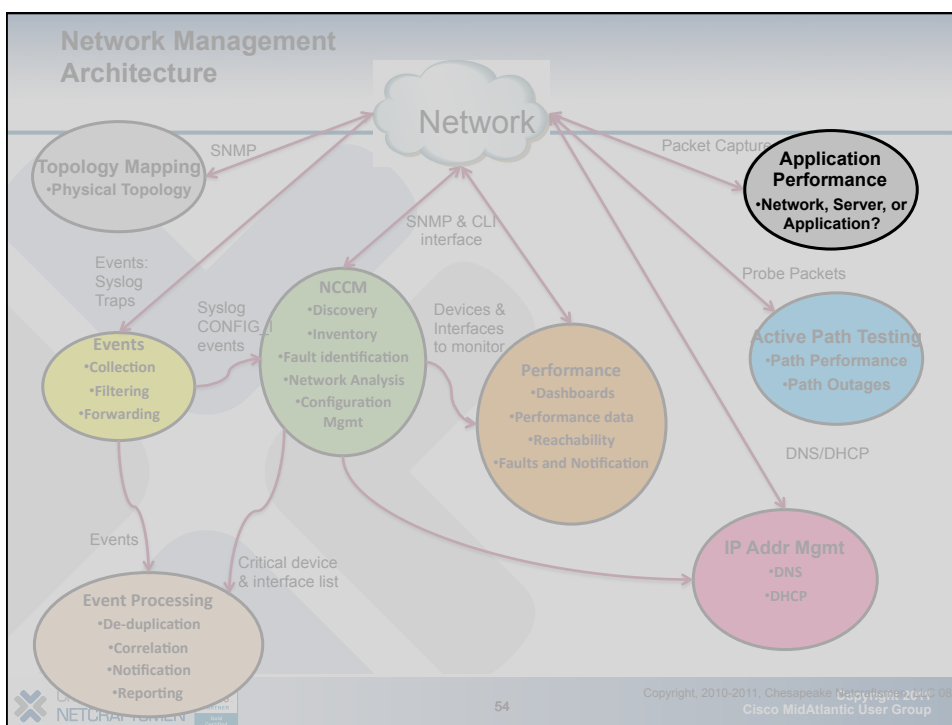 Network Management
Architecture
Network
SNMP
Topology Mapping
•Physical Topology
Packet Capture
Application
Performance
•Network, Server, or
Application?
SNMP & CLI
interface
Events:
Syslog
Traps
Probe Packets
Syslog
CONFIG_I
events
NCCM
•Discovery
•Inventory
•Fault identification
•Network Analysis
•Configuration
Mgmt
Devices &
Interfaces
to monitor
Events
•Collection
•Filtering
•Forwarding
Active Path Testing
•Path Performance
•Path Outages
Performance
•Dashboards
•Performance data
•Reachability
•Faults and Notification
DNS/DHCP
Events
Critical device
& interface list
IP Addr Mgmt
•DNS
•DHCP
Event Processing
•De-duplication
•Correlation
•Notification
•Reporting
NETCRAFTSMEN
54
Copyright, 2010-2011, Chesapeake
Copyright 2011
Cisco MidAtlantic User Group